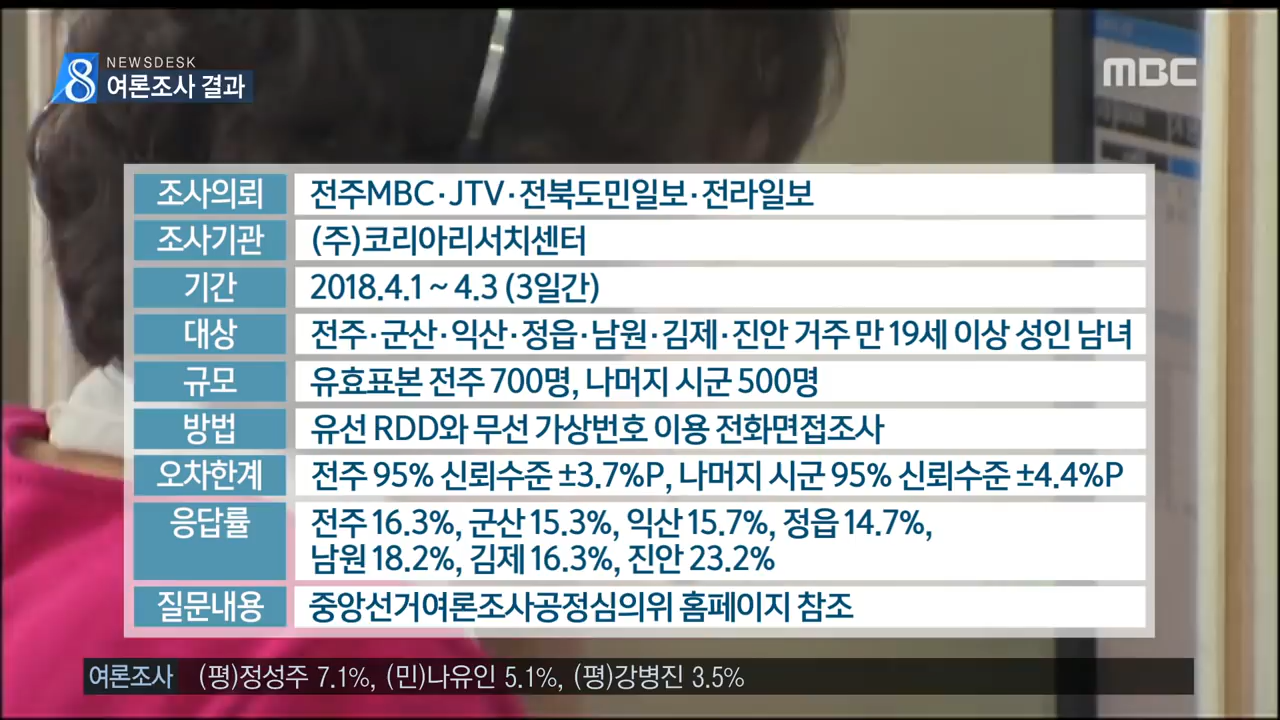 NEWSDESK
8 여론조사 결과
MBC
조사의뢰 전주MBC·JTV·전북도민일보·전라일보
조사기관 (주)코리아리서치센터
기간 2018.4.1 ~ 4.3 (3일간)
대상 전주·군산·익산·정읍·남원·김제·진안 거주 만 19세 이상 성인 남녀
규모 유효표본 전주 700명, 나머지 시군 500명
방법 유선 RDD와 무선 가상번호 이용 전화면접조사
오차한계 전주 95% 신뢰수준 ±3.7%P, 나머지 시군 95% 신뢰수준 ±4.4%P
응답률 전주 16.3%, 군산 15.3%, 익산 15.7%, 정읍 14.7%,
남원 18.2%, 김제 16.3%, 진안 23.2%
질문내용 중앙선거여론조사공정심의위 홈페이지 참조
여론조사 (평)정성주 7.1%, (민)나유인 5.1%, (평)강병진 3.5%